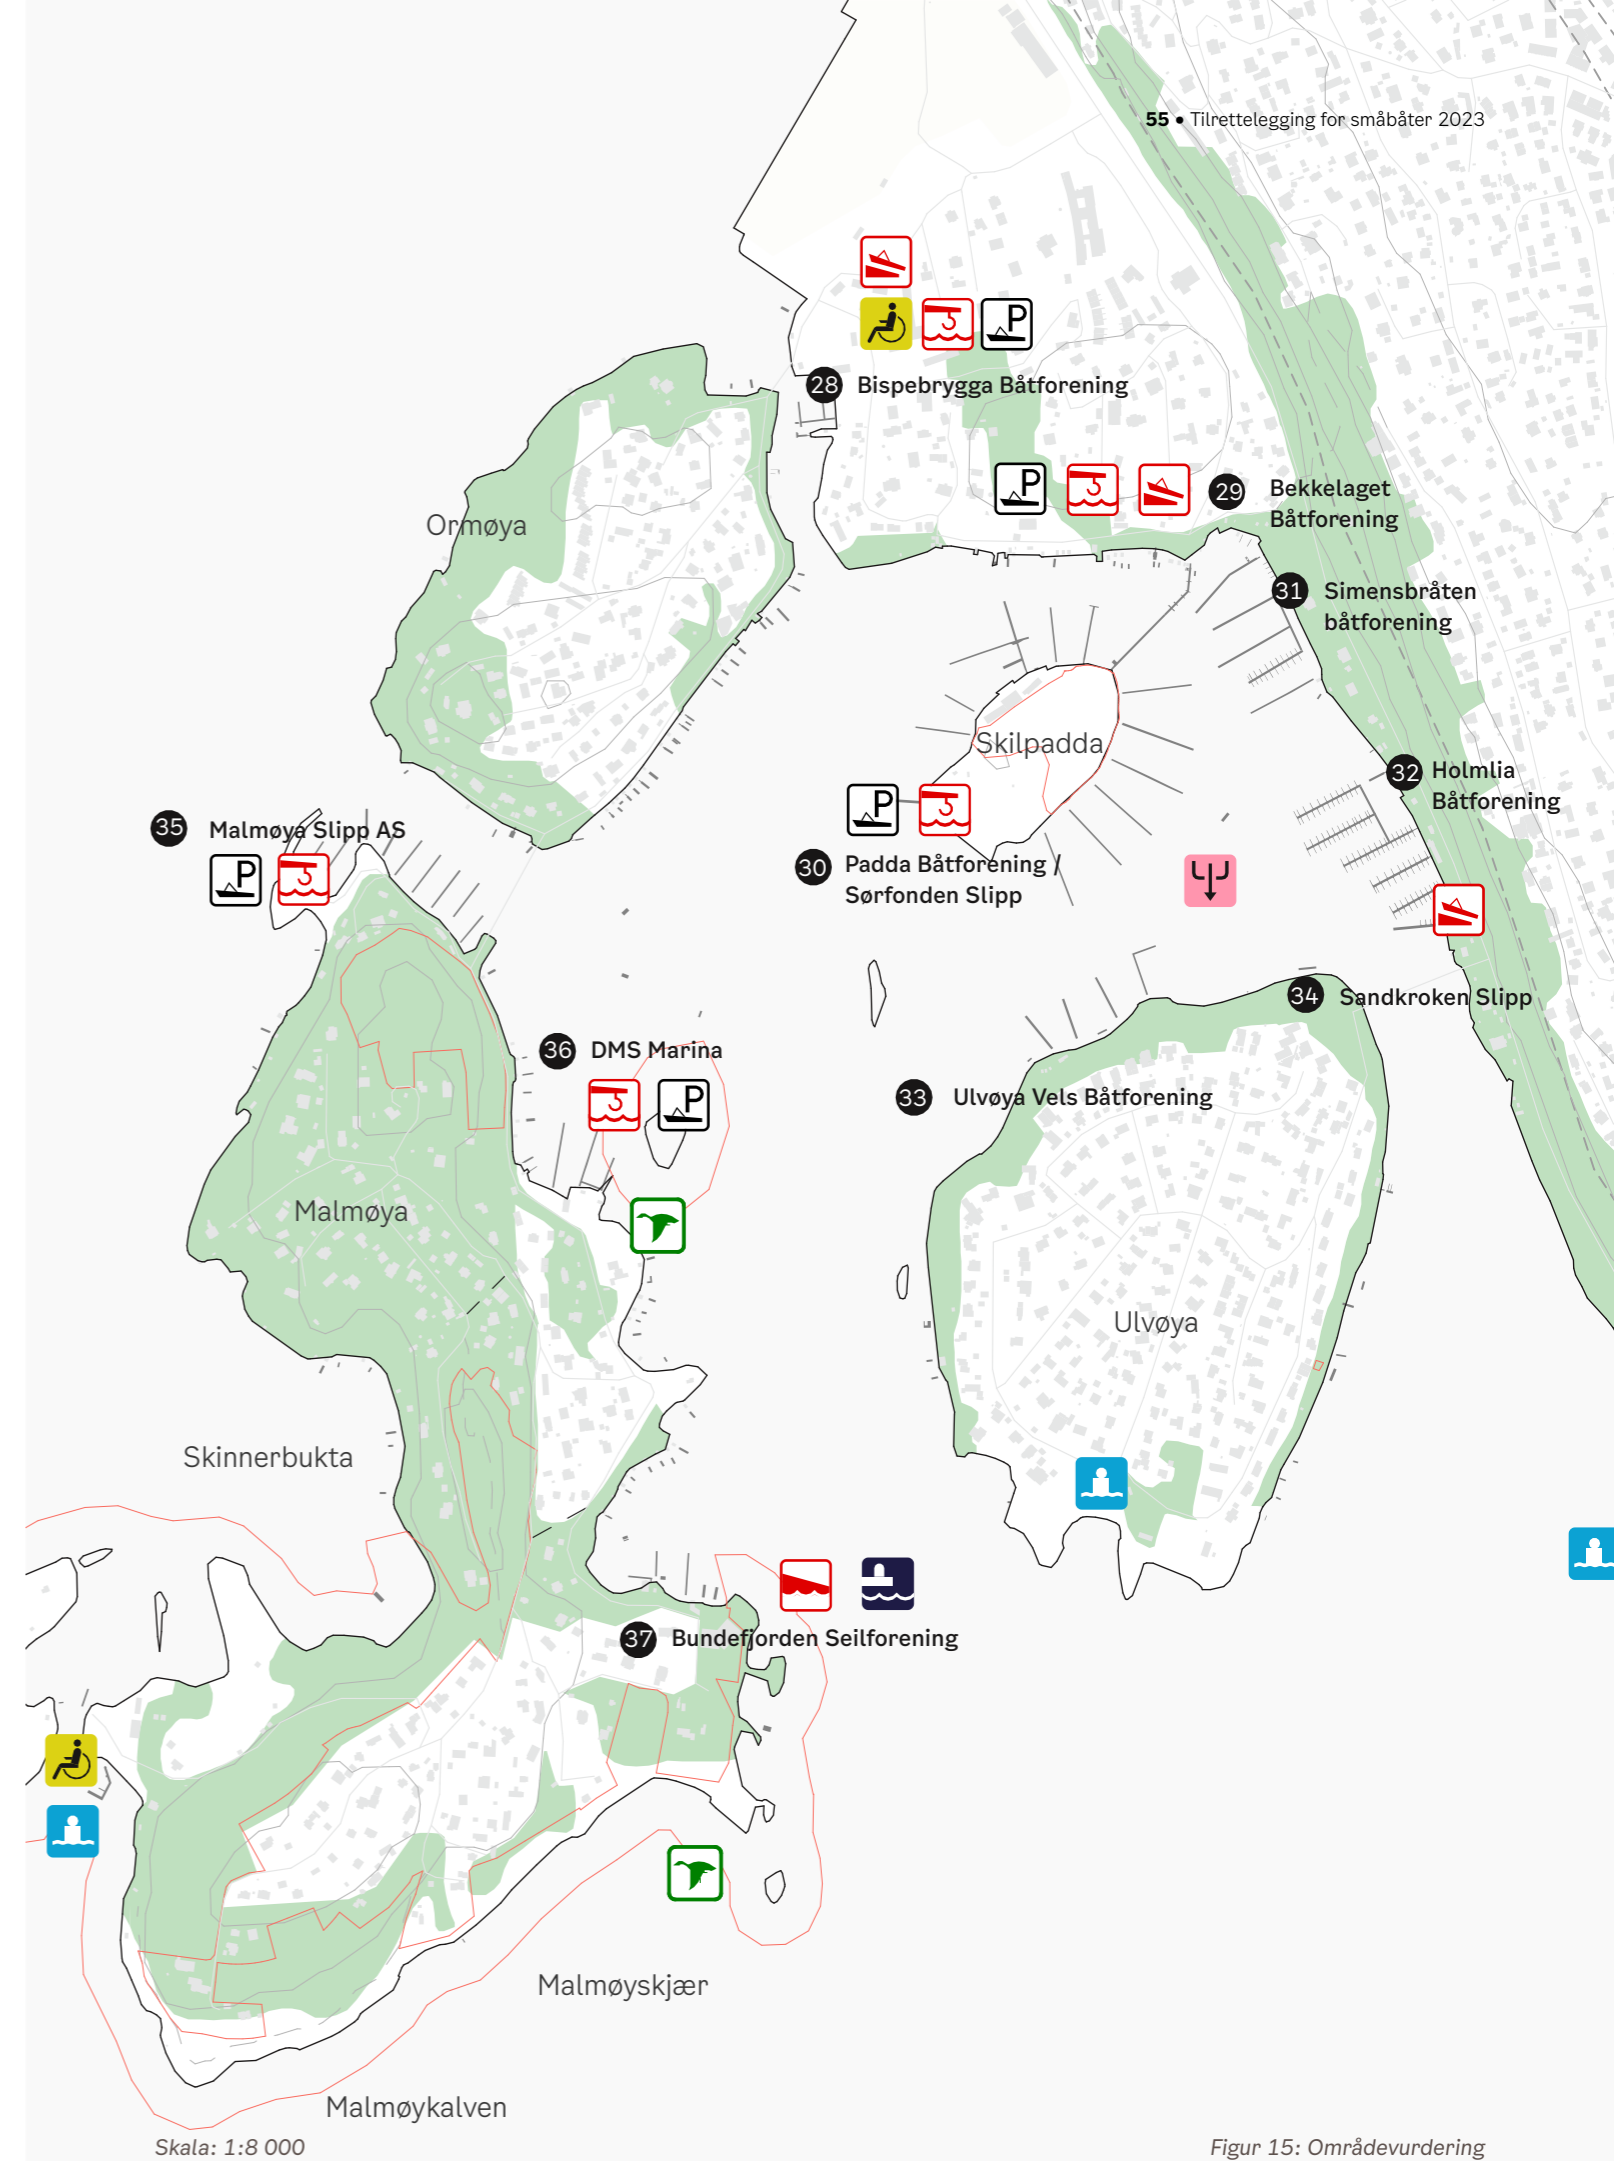 55 • Tilrettelegging for småbåter 2023
P
28 Bispebrygga Båtforening
P
29 Bekkelaget
Båtforening
Ormøya
31 Simensbråten
båtforening
Skilpadda
32 Holmlia
Båtforening
P
35 Malmøya Slipp AS
P
30 Padda Båtforening /
Sørfonden Slipp
34 Sandkroken Slipp
36 DMS Marina
P
33 Ulvøya Vels Båtforening
Malmøya
Ulvøya
Skinnerbukta
37 Bundefjorden Seilforening
Malmøyskjær
Malmøykalven
Skala: 1:8 000
Figur 15: Områdevurdering